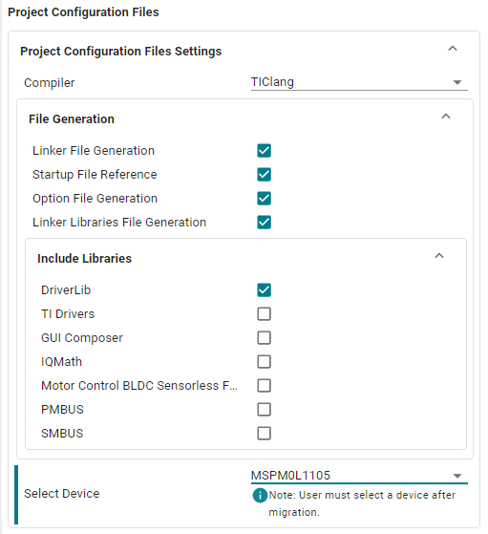 Project Configuration Files
Project Configuration Files Settings
Compiler
TIClang
File Generation
Linker File Generation
Startup File Reference
Option File Generation
Linker Libraries File Generation
Include Libraries
DriverLib
TI Drivers
GUI Composer
IQMath
Motor Control BLDC Sensorless F...
PMBUS
SMBUS
Select Device
MSPM0L1105
Note: User must select a device after
migration.